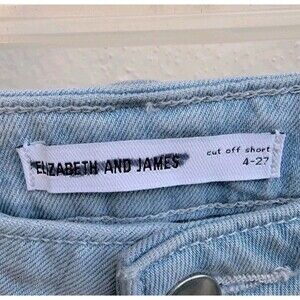 ELIZABETH AND JAMES
cut off short
4-27